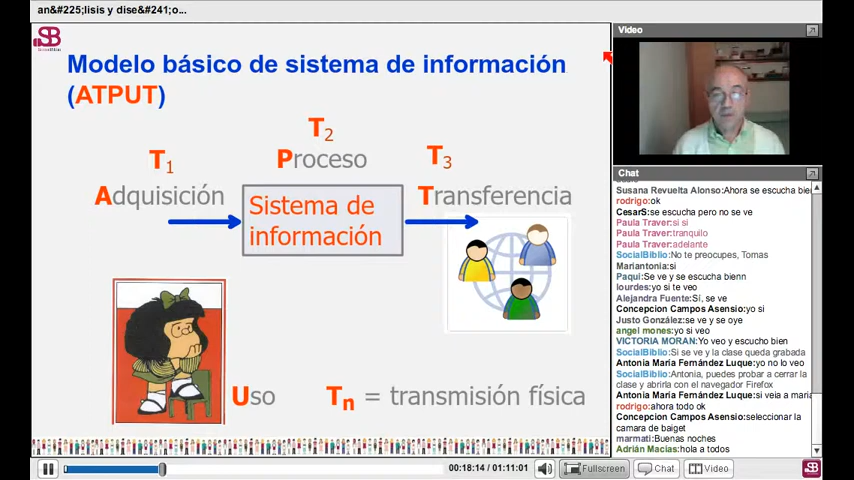 an&#225;lisis y dise&#241;o...
SB
Modelo básico de sistema de información
(ATPUT)
T2
T1
Proceso
T3
Adquisición
Sistema de
información
Transferencia
Uso
Tn = transmisión física
Video
Chat
Susana Revuelta Alonso:Ahora se escucha bien
rodrigo:ok
CesarS:se escucha pero no se ve
Paula Traver:si si
Paula Traver:tranquilo
Paula Traver:adelante
SocialBiblio:No te preocupes, Tomas
Mariantonia:si
Paqui:Se ve y se escucha bienn
lourdes:yo si te veo
Alejandra Fuente:Sí, se ve
Concepcion Campos Asensio:yo si
Justo González:se ve y se oye
angel mones:yo si veo
VICTORIA MORAN:Yo veo y escucho bien
SocialBiblio:Si se ve y la clase queda grabada
Antonia María Fernández Luque:yo no lo veo
SocialBiblio:Antonia, puedes probar a cerrar la
clase y abrirla con el navegador Firefox
Antonia María Fernández Luque:si veia a maria
rodrigo:ahora todo ok
Concepcion Campos Asensio:seleccionar la
camara de baiget
marmati:Buenas noches
Adrián Macias:hola a todos
00:18:14 / 01:11:01
Fullscreen
Chat
Video
SB